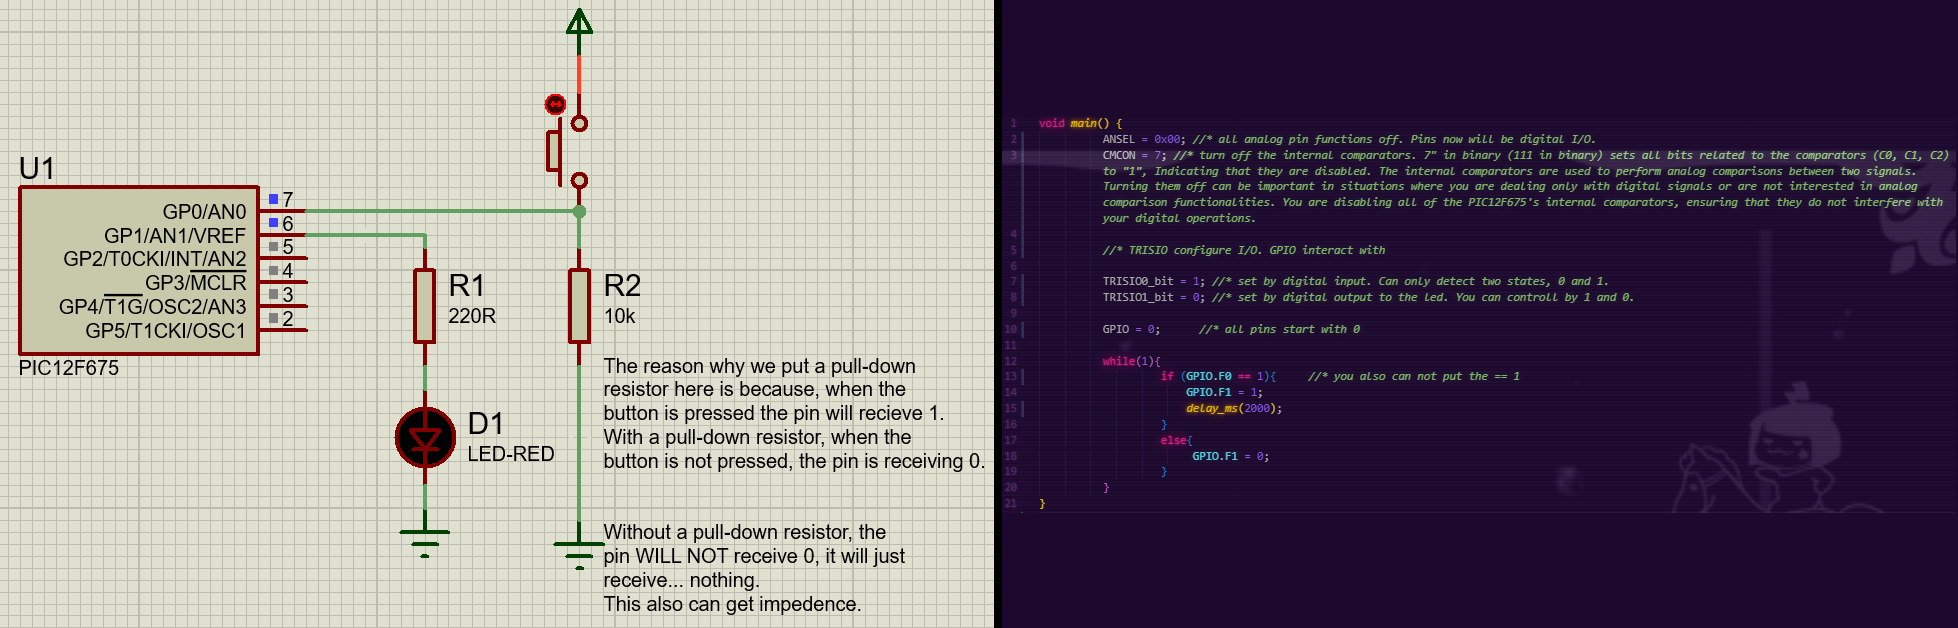 U1
GP0/AN0
GP1/AN1/VREF
GP2/T0CKI/INT/AN2
GP3/MCLR
GP4/T1G/OSC2/AN3
GP5/T1CKI/OSC1
7
6
5
4
3
2
PIC12F675
R1
220R
R2
10k
D1
LED-RED
The reason why we put a pull-down
resistor here is because, when the
button is pressed the pin will recieve 1.
With a pull-down resistor, when the
button is not pressed, the pin is receiving 0.
Without a pull-down resistor, the
pin WILL NOT receive 0, it will just
receive... nothing.
This also can get impedence.
1 void main() {
2 ANSEL = 0x00; //* all analog pin functions off. Pins now will be digital I/O.
3 CMCON = 7; //* turn off the internal comparators. 7" in binary (111 in binary) sets all bits related to the comparators (C0, C1, C2)
to "1", Indicating that they are disabled. The internal comparators are used to perform analog comparisons between two signals.
Turning them off can be important in situations where you are dealing only with digital signals or are not interested in analog
comparison functionalities. You are disabling all of the PIC12F675's internal comparators, ensuring that they do not interfere with
your digital operations.
4
5 //* TRISIO configure I/O. GPIO interact with
6
7 TRISIO0_bit = 1; //* set by digital input. Can only detect two states, 0 and 1.
8 TRISIO1_bit = 0; //* set by digital output to the led. You can controll by 1 and 0.
9
10 GPIO = 0; //* all pins start with 0
11
12 while(1){
13 if (GPIO.F0 == 1){ //* you also can not put the == 1
14 GPIO.F1 = 1;
15 delay_ms(2000);
16 }
17 else{
18 GPIO.F1 = 0;
19 }
20 }
21 }